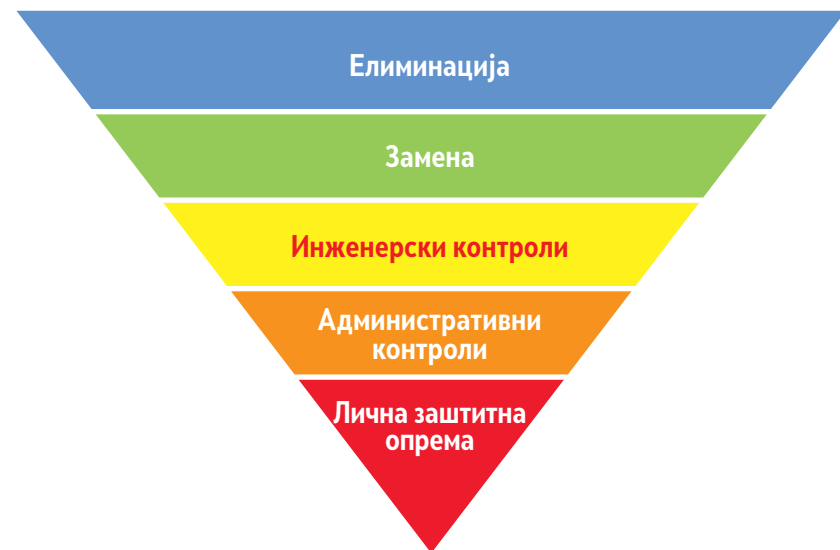 Елиминација
Замена
Инженерски контроли
Административни
контроли
Лична заштитна
опрема